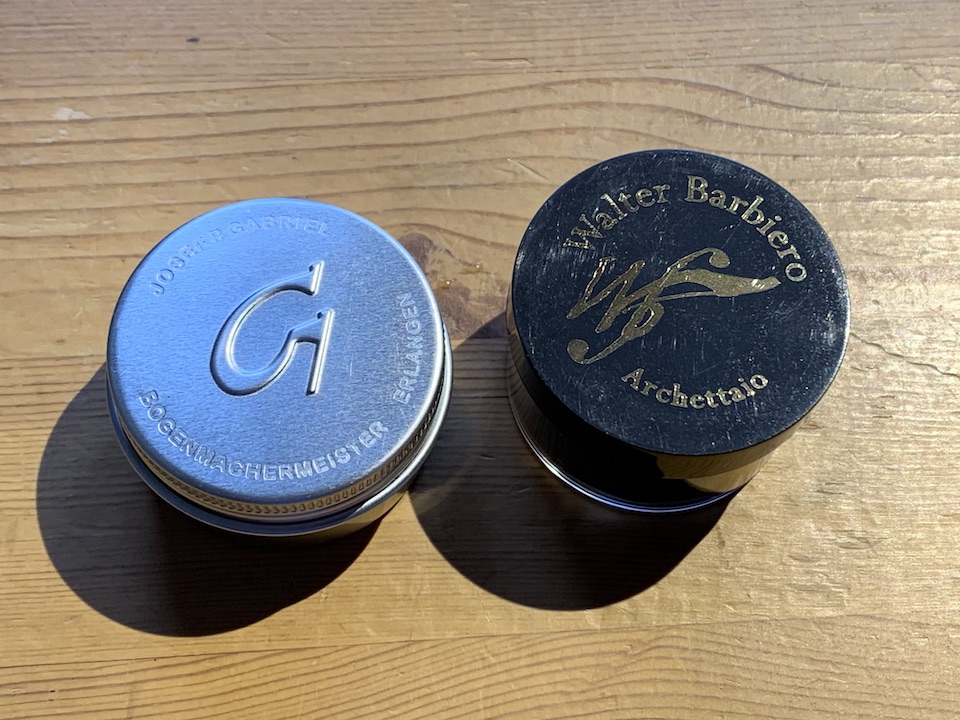 JOSEF P. GABRIEL
G
ERLANGEN
BOGENMACHERMEISTER
Walter Barbiero
WB
Archettaio